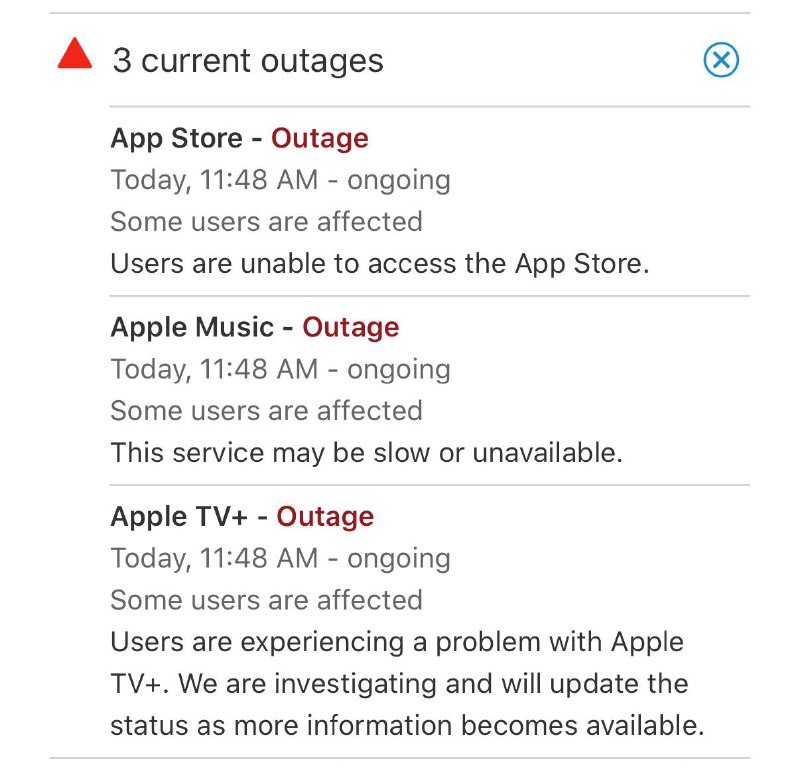 3 current outages
App Store - Outage
Today, 11:48 AM - ongoing
Some users are affected
Users are unable to access the App Store.
Apple Music - Outage
Today, 11:48 AM - ongoing
Some users are affected
This service may be slow or unavailable.
Apple TV+ - Outage
Today, 11:48 AM - ongoing
Some users are affected
Users are experiencing a problem with Apple
TV+. We are investigating and will update the
status as more information becomes available.